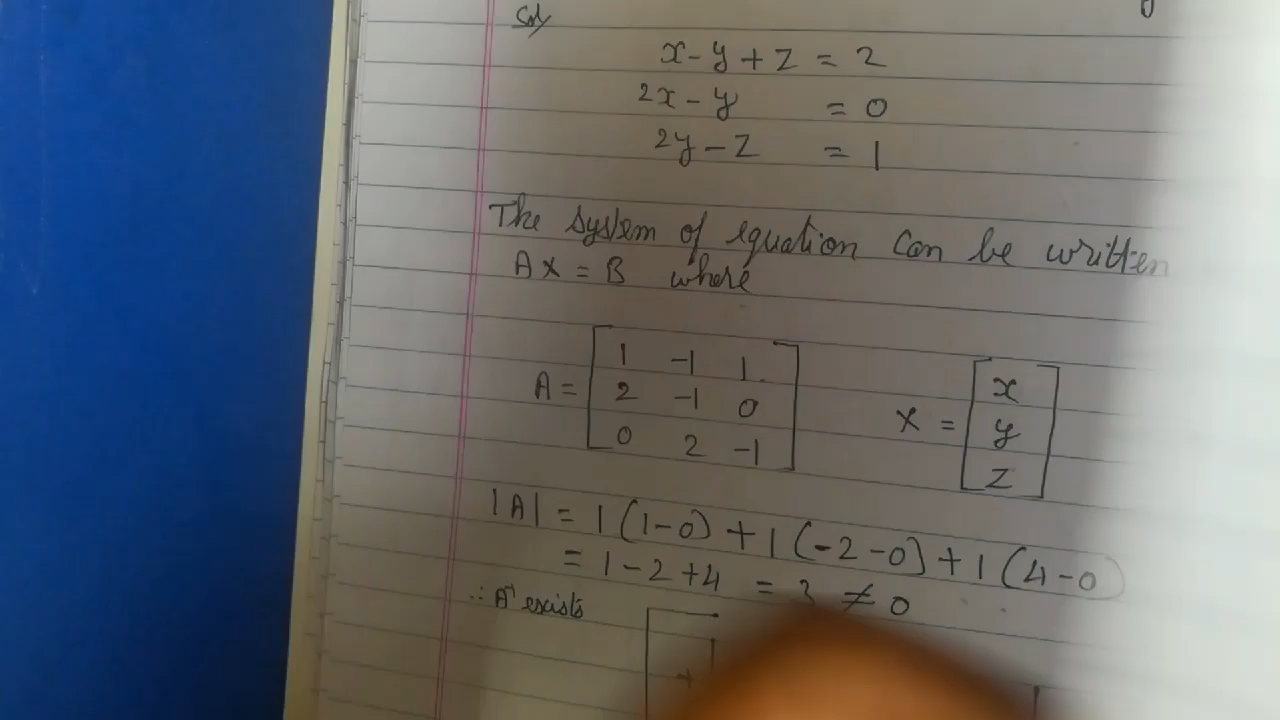 Sol
x - y + z = 2
2x - y = 0
2y - z = 1
The system of equation can be written
AX = B where
A = [ 1 -1 1 X = [ x
2 -1 0 y
0 2 -1 ] z ]
|A| = 1 (1-0) + 1 (-2-0) + 1 (4-0)
= 1 - 2 + 4 = 3 ≠ 0
∴ A⁻¹ exists